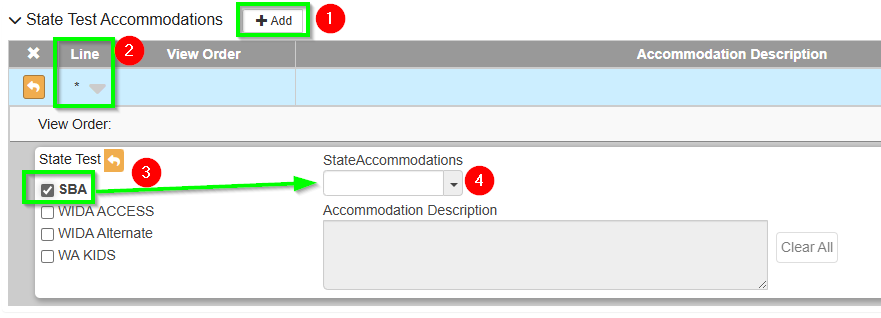 State Test Accommodations + Add 1
✖ Line 2 View Order Accommodation Description
*
View Order:
State Test 3 StateAccommodations
SBA 4
WIDA ACCESS Accommodation Description
WIDA Alternate Clear All
WA KIDS